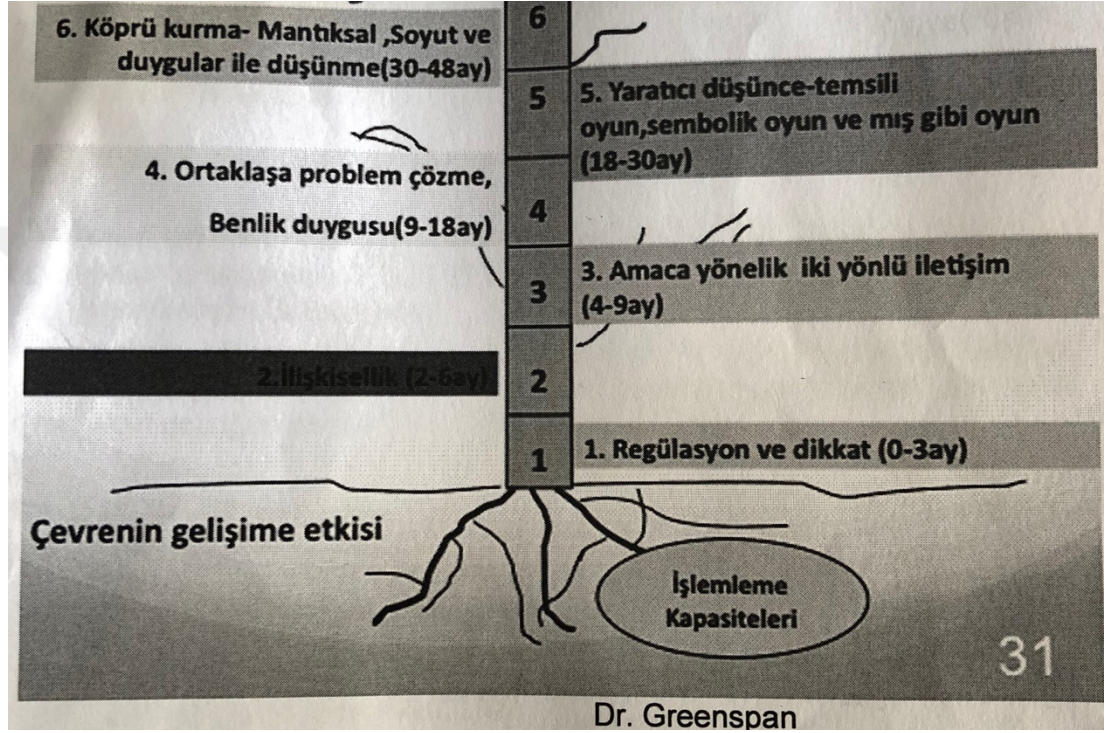 6. Köprü kurma- Mantıksal ,Soyut ve
duygular ile düşünme(30-48ay)
6
5
5. Yaratıcı düşünce-temsili
oyun,sembolik oyun ve mış gibi oyun
(18-30ay)
4. Ortaklaşa problem çözme,
Benlik duygusu(9-18ay)
4
3
3. Amaca yönelik iki yönlü iletişim
(4-9ay)
2.İlişkisellik (2-6ay)
2
1
1. Regülasyon ve dikkat (0-3ay)
Çevrenin gelişime etkisi
İşlemleme
Kapasiteleri
31
Dr. Greenspan